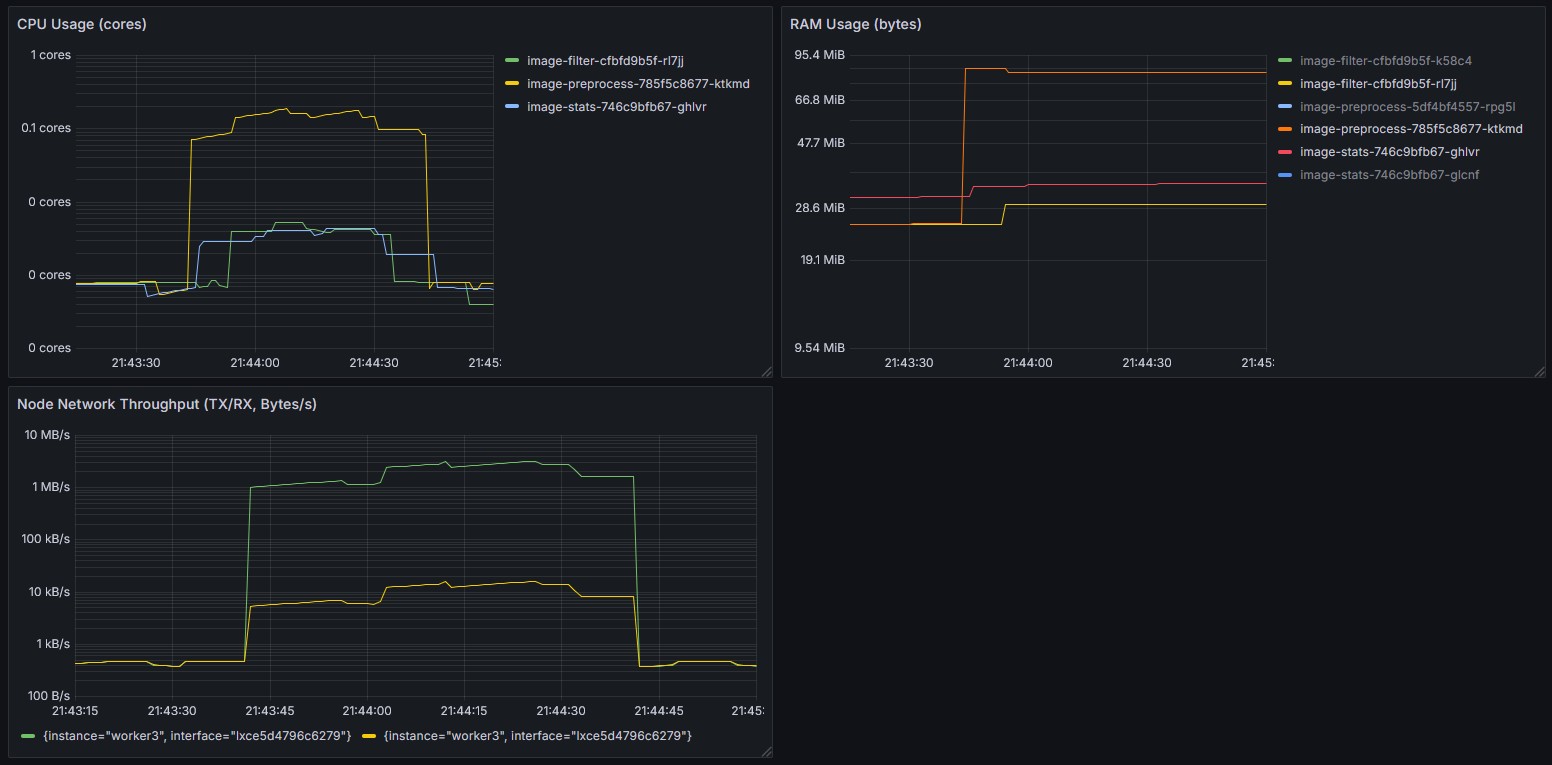 CPU Usage (cores)
1 cores
0.1 cores
0 cores
0 cores
0 cores
21:43:30 21:44:00 21:44:30 21:45:
image-filter-cfbfd9b5f-rl7jj
image-preprocess-785f5c8677-ktkmd
image-stats-746c9bfb67-ghlvr
RAM Usage (bytes)
95.4 MiB
66.8 MiB
47.7 MiB
28.6 MiB
19.1 MiB
9.54 MiB
21:43:30 21:44:00 21:44:30 21:45:
image-filter-cfbfd9b5f-k58c4
image-filter-cfbfd9b5f-rl7jj
image-preprocess-5df4bf4557-rpg5l
image-preprocess-785f5c8677-ktkmd
image-stats-746c9bfb67-ghlvr
image-stats-746c9bfb67-glcnf
Node Network Throughput (TX/RX, Bytes/s)
10 MB/s
1 MB/s
100 kB/s
10 kB/s
1 kB/s
100 B/s
21:43:15 21:43:30 21:43:45 21:44:00 21:44:15 21:44:30 21:44:45 21:45:
{instance="worker3", interface="lxce5d4796c6279"} {instance="worker3", interface="lxce5d4796c6279"}